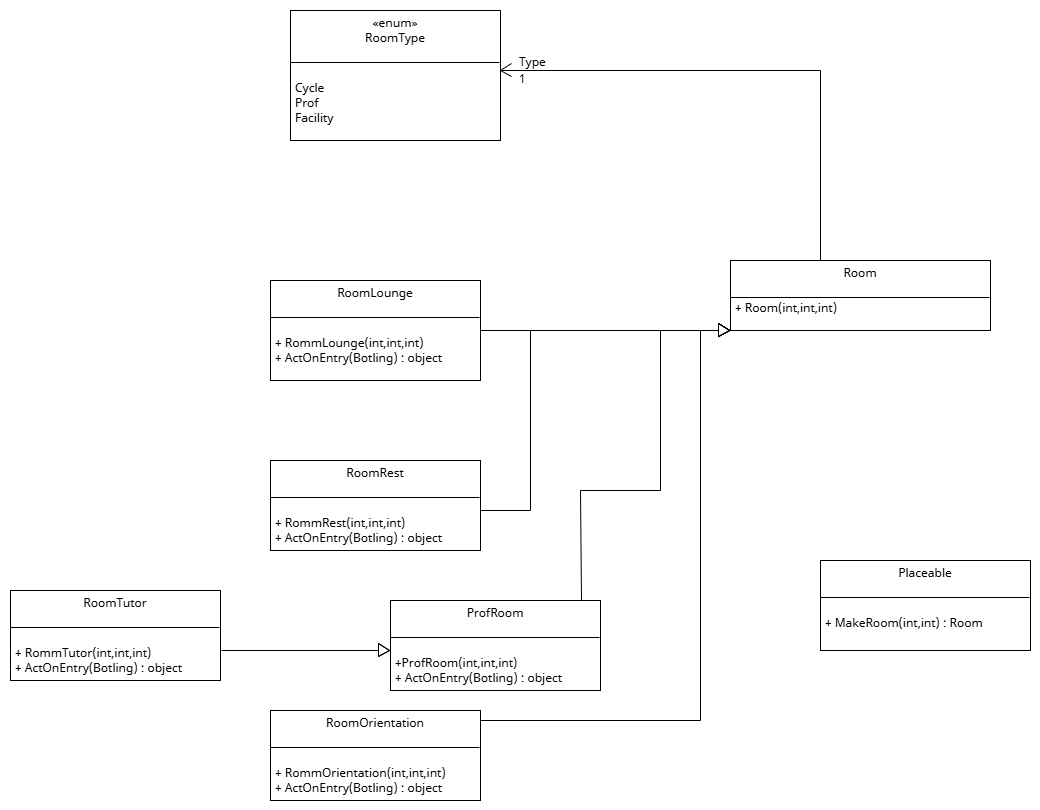 «enum»
RoomType
Cycle
Prof
Facility
Type
1
Room
+ Room(int,int,int)
RoomLounge
+ RommLounge(int,int,int)
+ ActOnEntry(Botling) : object
RoomRest
+ RommRest(int,int,int)
+ ActOnEntry(Botling) : object
Placeable
+ MakeRoom(int,int) : Room
RoomTutor
+ RommTutor(int,int,int)
+ ActOnEntry(Botling) : object
ProfRoom
+ProfRoom(int,int,int)
+ ActOnEntry(Botling) : object
RoomOrientation
+ RommOrientation(int,int,int)
+ ActOnEntry(Botling) : object